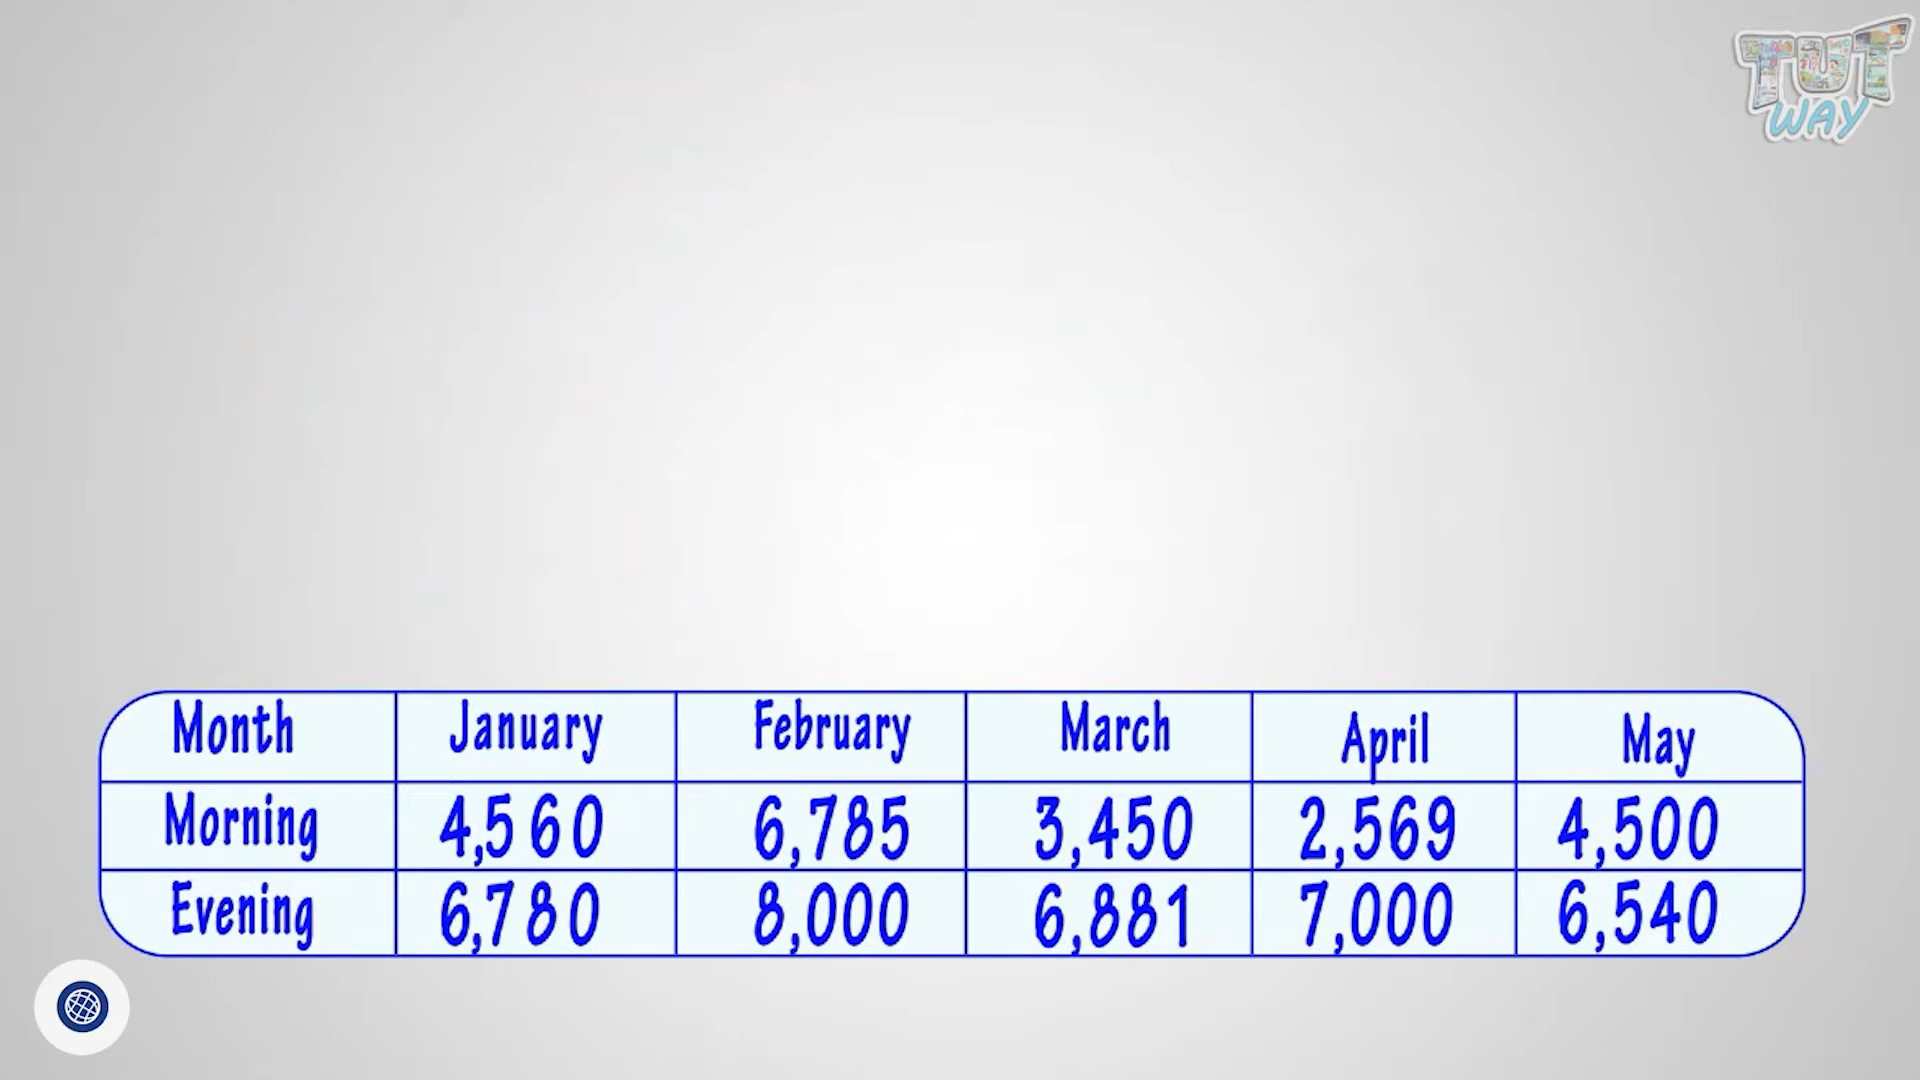 TUT
WAY
Month January February March April May
Morning 4,560 6,785 3,450 2,569 4,500
Evening 6,780 8,000 6,881 7,000 6,540